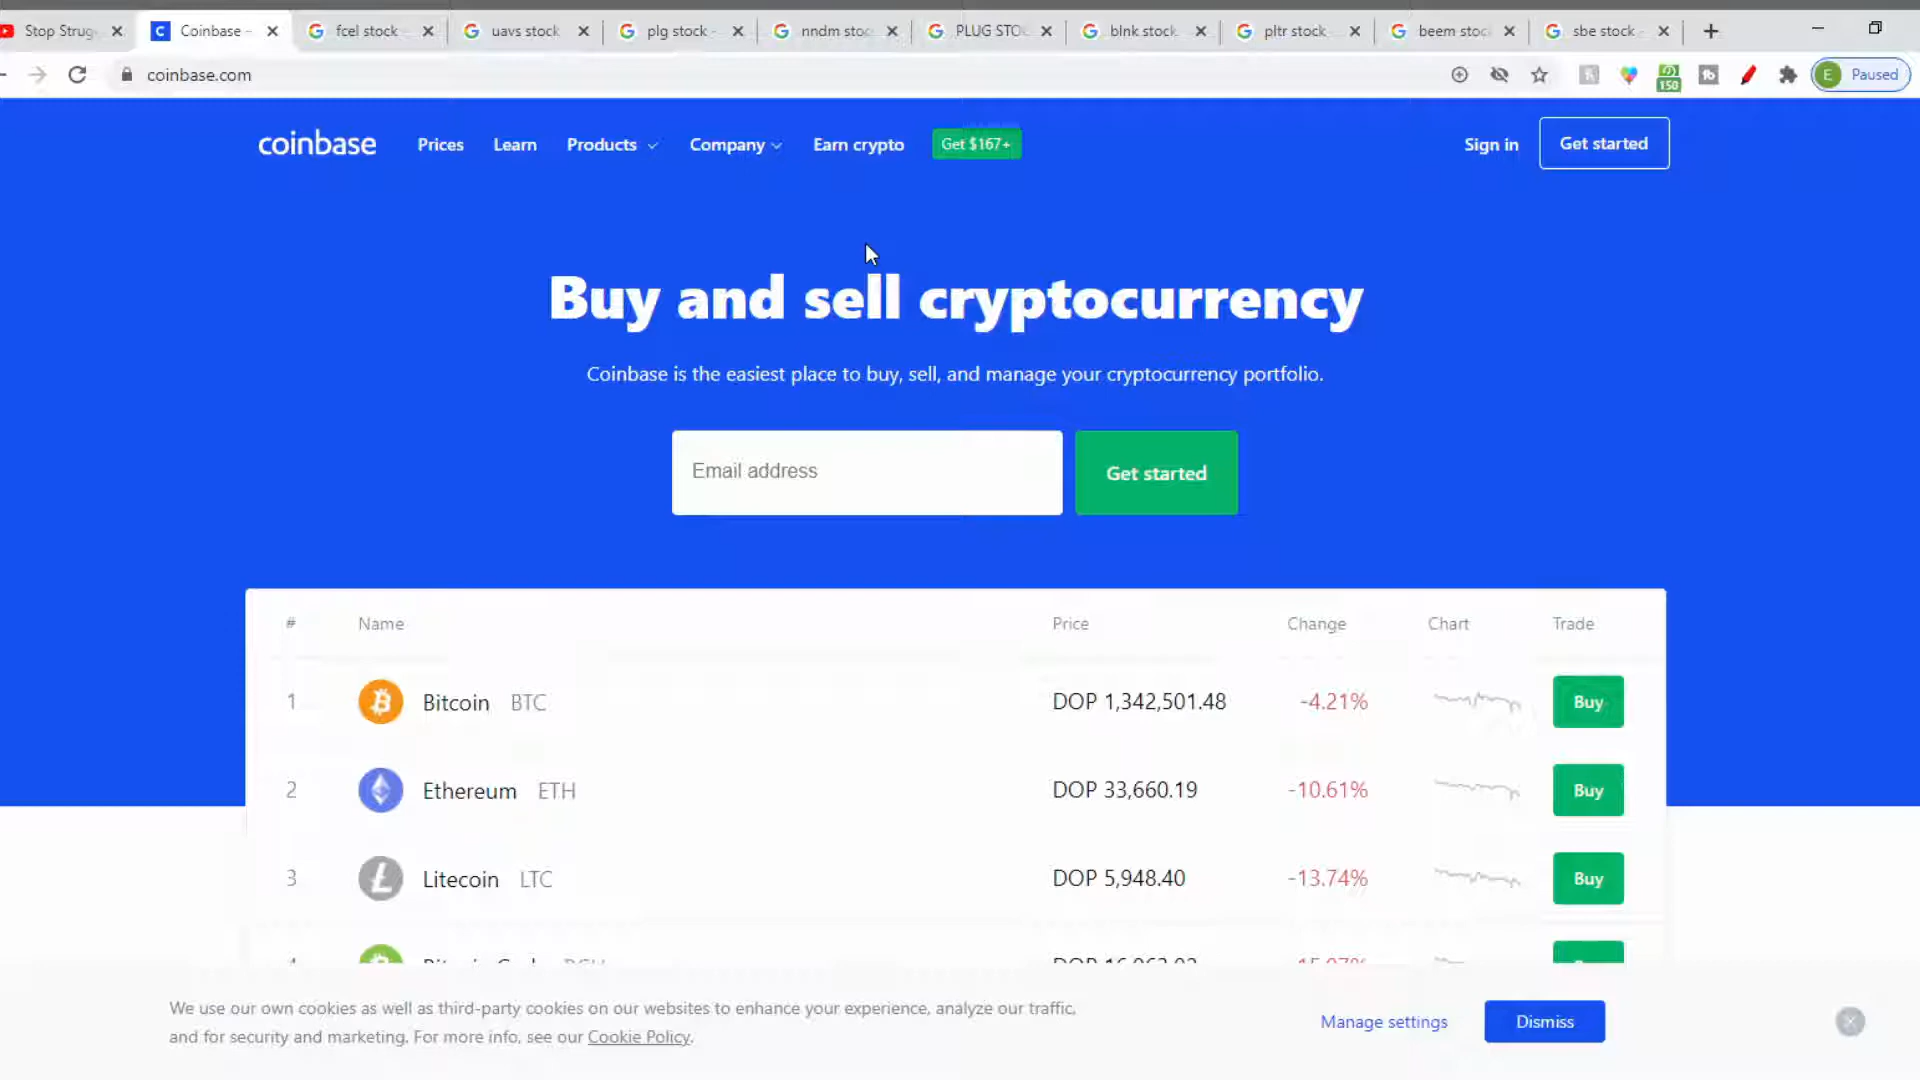 Stop Strug
Coinbase -
fcel stock
uavs stock
plg stock -
nndm stoc
PLUG STO
blnk stock
pltr stock
beem stoc
sbe stock -
coinbase.com
150
E
Paused
coinbase
Prices
Learn
Products
Company
Earn crypto
Get $167+
Sign in
Get started
Buy and sell cryptocurrency
Coinbase is the easiest place to buy, sell, and manage your cryptocurrency portfolio.
Email address
Get started
# Name Price Change Chart Trade
1 Bitcoin BTC DOP 1,342,501.48 -4.21% Buy
2 Ethereum ETH DOP 33,660.19 -10.61% Buy
3 Litecoin LTC DOP 5,948.40 -13.74% Buy
We use our own cookies as well as third-party cookies on our websites to enhance your experience, analyze our traffic,
and for security and marketing. For more info, see our Cookie Policy.
Manage settings
Dismiss